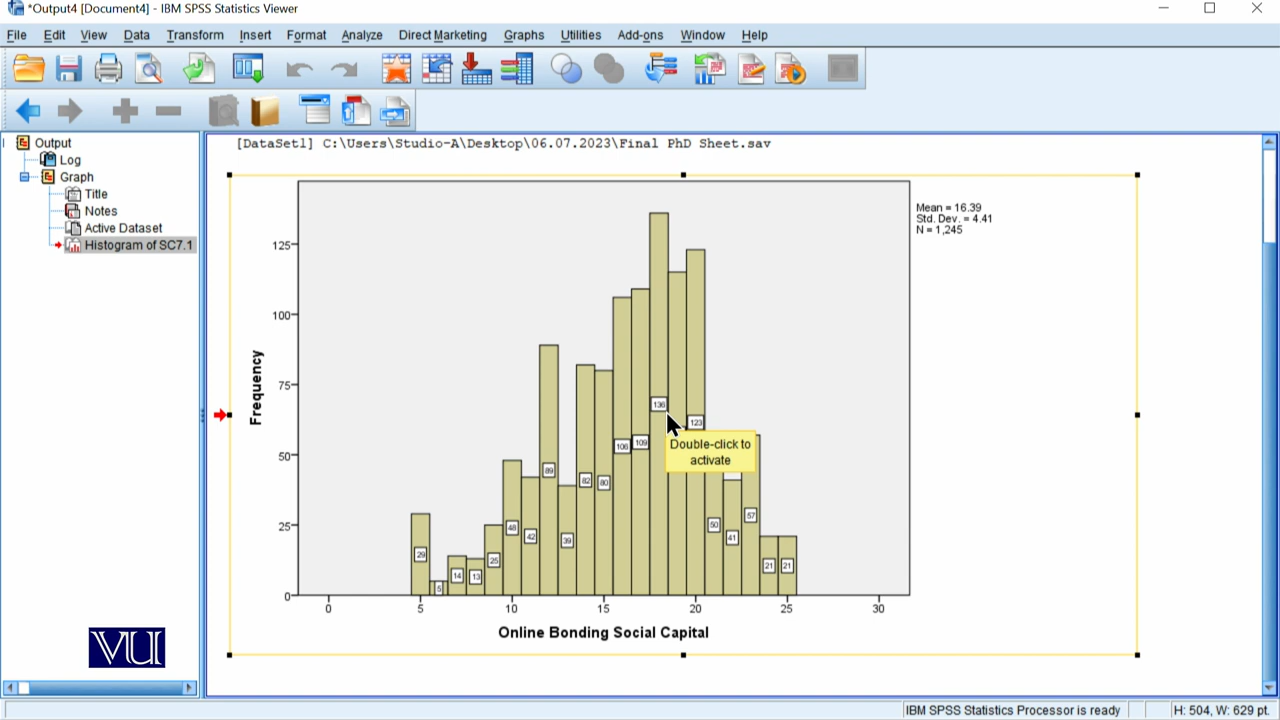 *Output4 [Document4] - IBM SPSS Statistics Viewer
File Edit View Data Transform Insert Format Analyze Direct Marketing Graphs Utilities Add-ons Window Help
Output
Log
Graph
Title
Notes
Active Dataset
Histogram of SC7.1
[DataSet1] C:\Users\Studio-A\Desktop\06.07.2023\Final PhD Sheet.sav
Mean = 16.39
Std. Dev. = 4.41
N = 1,245
Frequency
125
100
75
50
25
0
29 5 14 13 25 48 42 89 39 82 80 106 109 136 123 50 41 57 21 21
Double-click to
activate
0 5 10 15 20 25 30
Online Bonding Social Capital
VU
IBM SPSS Statistics Processor is ready H: 504, W: 629 pt.